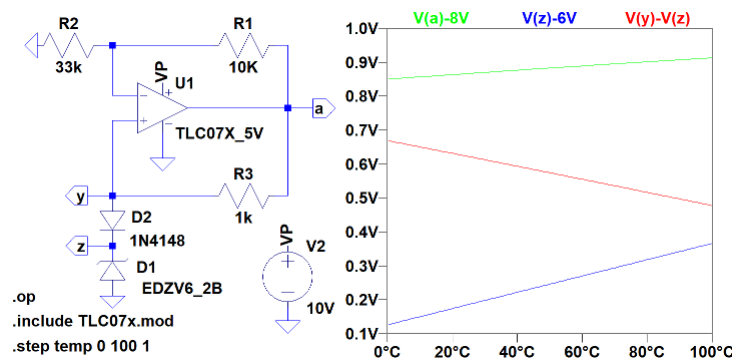 R2
33k
R1
10K
VP
U1
TLC07X_5V
a
y
R3
1k
D2
1N4148
z
D1
EDZV6_2B
VP
V2
10V
.op
.include TLC07x.mod
.step temp 0 100 1
V(a)-8V V(z)-6V V(y)-V(z)
1.0V
0.9V
0.8V
0.7V
0.6V
0.5V
0.4V
0.3V
0.2V
0.1V
0°C 20°C 40°C 60°C 80°C 100°C